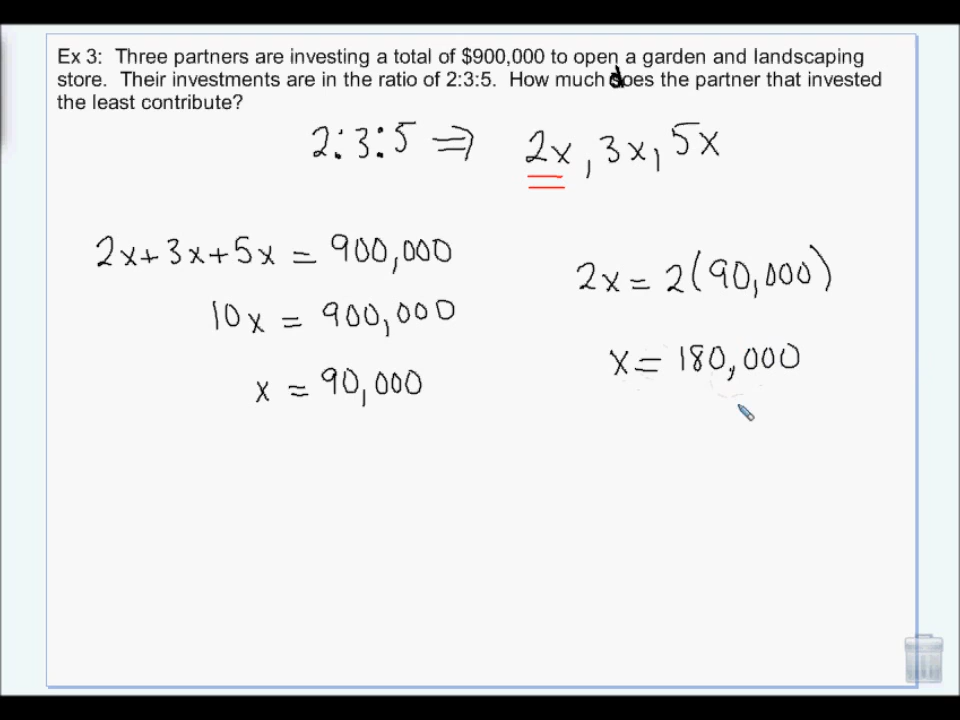 Ex 3: Three partners are investing a total of $900,000 to open a garden and landscaping
store. Their investments are in the ratio of 2:3:5. How much does the partner that invested
the least contribute?
2:3:5 ⇒ 2x, 3x, 5x
2x+3x+5x = 900,000
2x = 2(90,000)
10x = 900,000
x = 180,000
x = 90,000